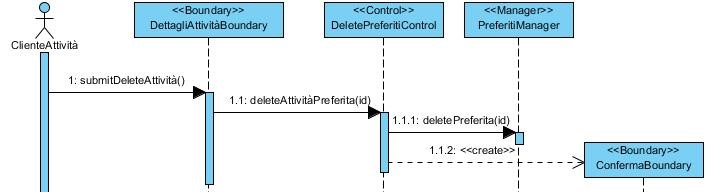 <<Boundary>>
DettagliAttivitàBoundary
<<Control>>
DeletePreferitiControl
<<Manager>>
PreferitiManager
ClienteAttività
1: submitDeleteAttività()
1.1: deleteAttivitàPreferita(id)
1.1.1: deletePreferita(id)
1.1.2: <<create>>
<<Boundary>>
ConfermaBoundary